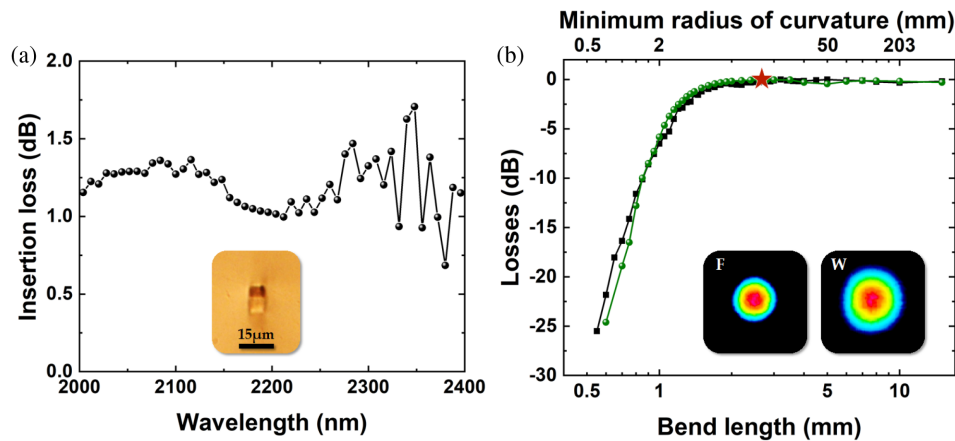 (a)
2.0
1.5
1.0
0.5
0.0
Insertion loss (dB)
15μm
2000
2100
2200
2300
2400
Wavelength (nm)
(b)
Minimum radius of curvature (mm)
0.5
2
50
203
0
-5
-10
-15
-20
-25
-30
Losses (dB)
F
W
0.5
1
5
10
Bend length (mm)